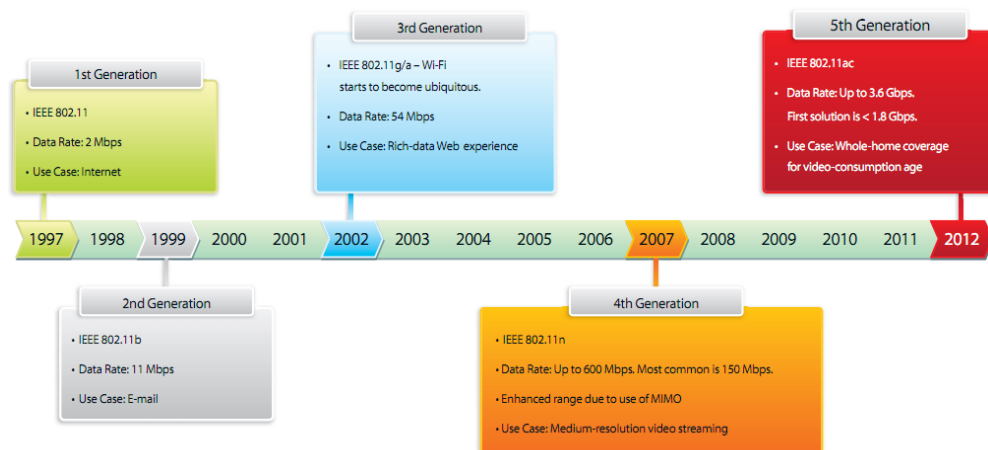 1st Generation
• IEEE 802.11
• Data Rate: 2 Mbps
• Use Case: Internet
3rd Generation
• IEEE 802.11g/a – Wi-Fi
starts to become ubiquitous.
• Data Rate: 54 Mbps
• Use Case: Rich-data Web experience
5th Generation
• IEEE 802.11ac
• Data Rate: Up to 3.6 Gbps.
First solution is < 1.8 Gbps.
• Use Case: Whole-home coverage
for video-consumption age
1997 1998 1999 2000 2001 2002 2003 2004 2005 2006 2007 2008 2009 2010 2011 2012
2nd Generation
• IEEE 802.11b
• Data Rate: 11 Mbps
• Use Case: E-mail
4th Generation
• IEEE 802.11n
• Data Rate: Up to 600 Mbps. Most common is 150 Mbps.
• Enhanced range due to use of MIMO
• Use Case: Medium-resolution video streaming